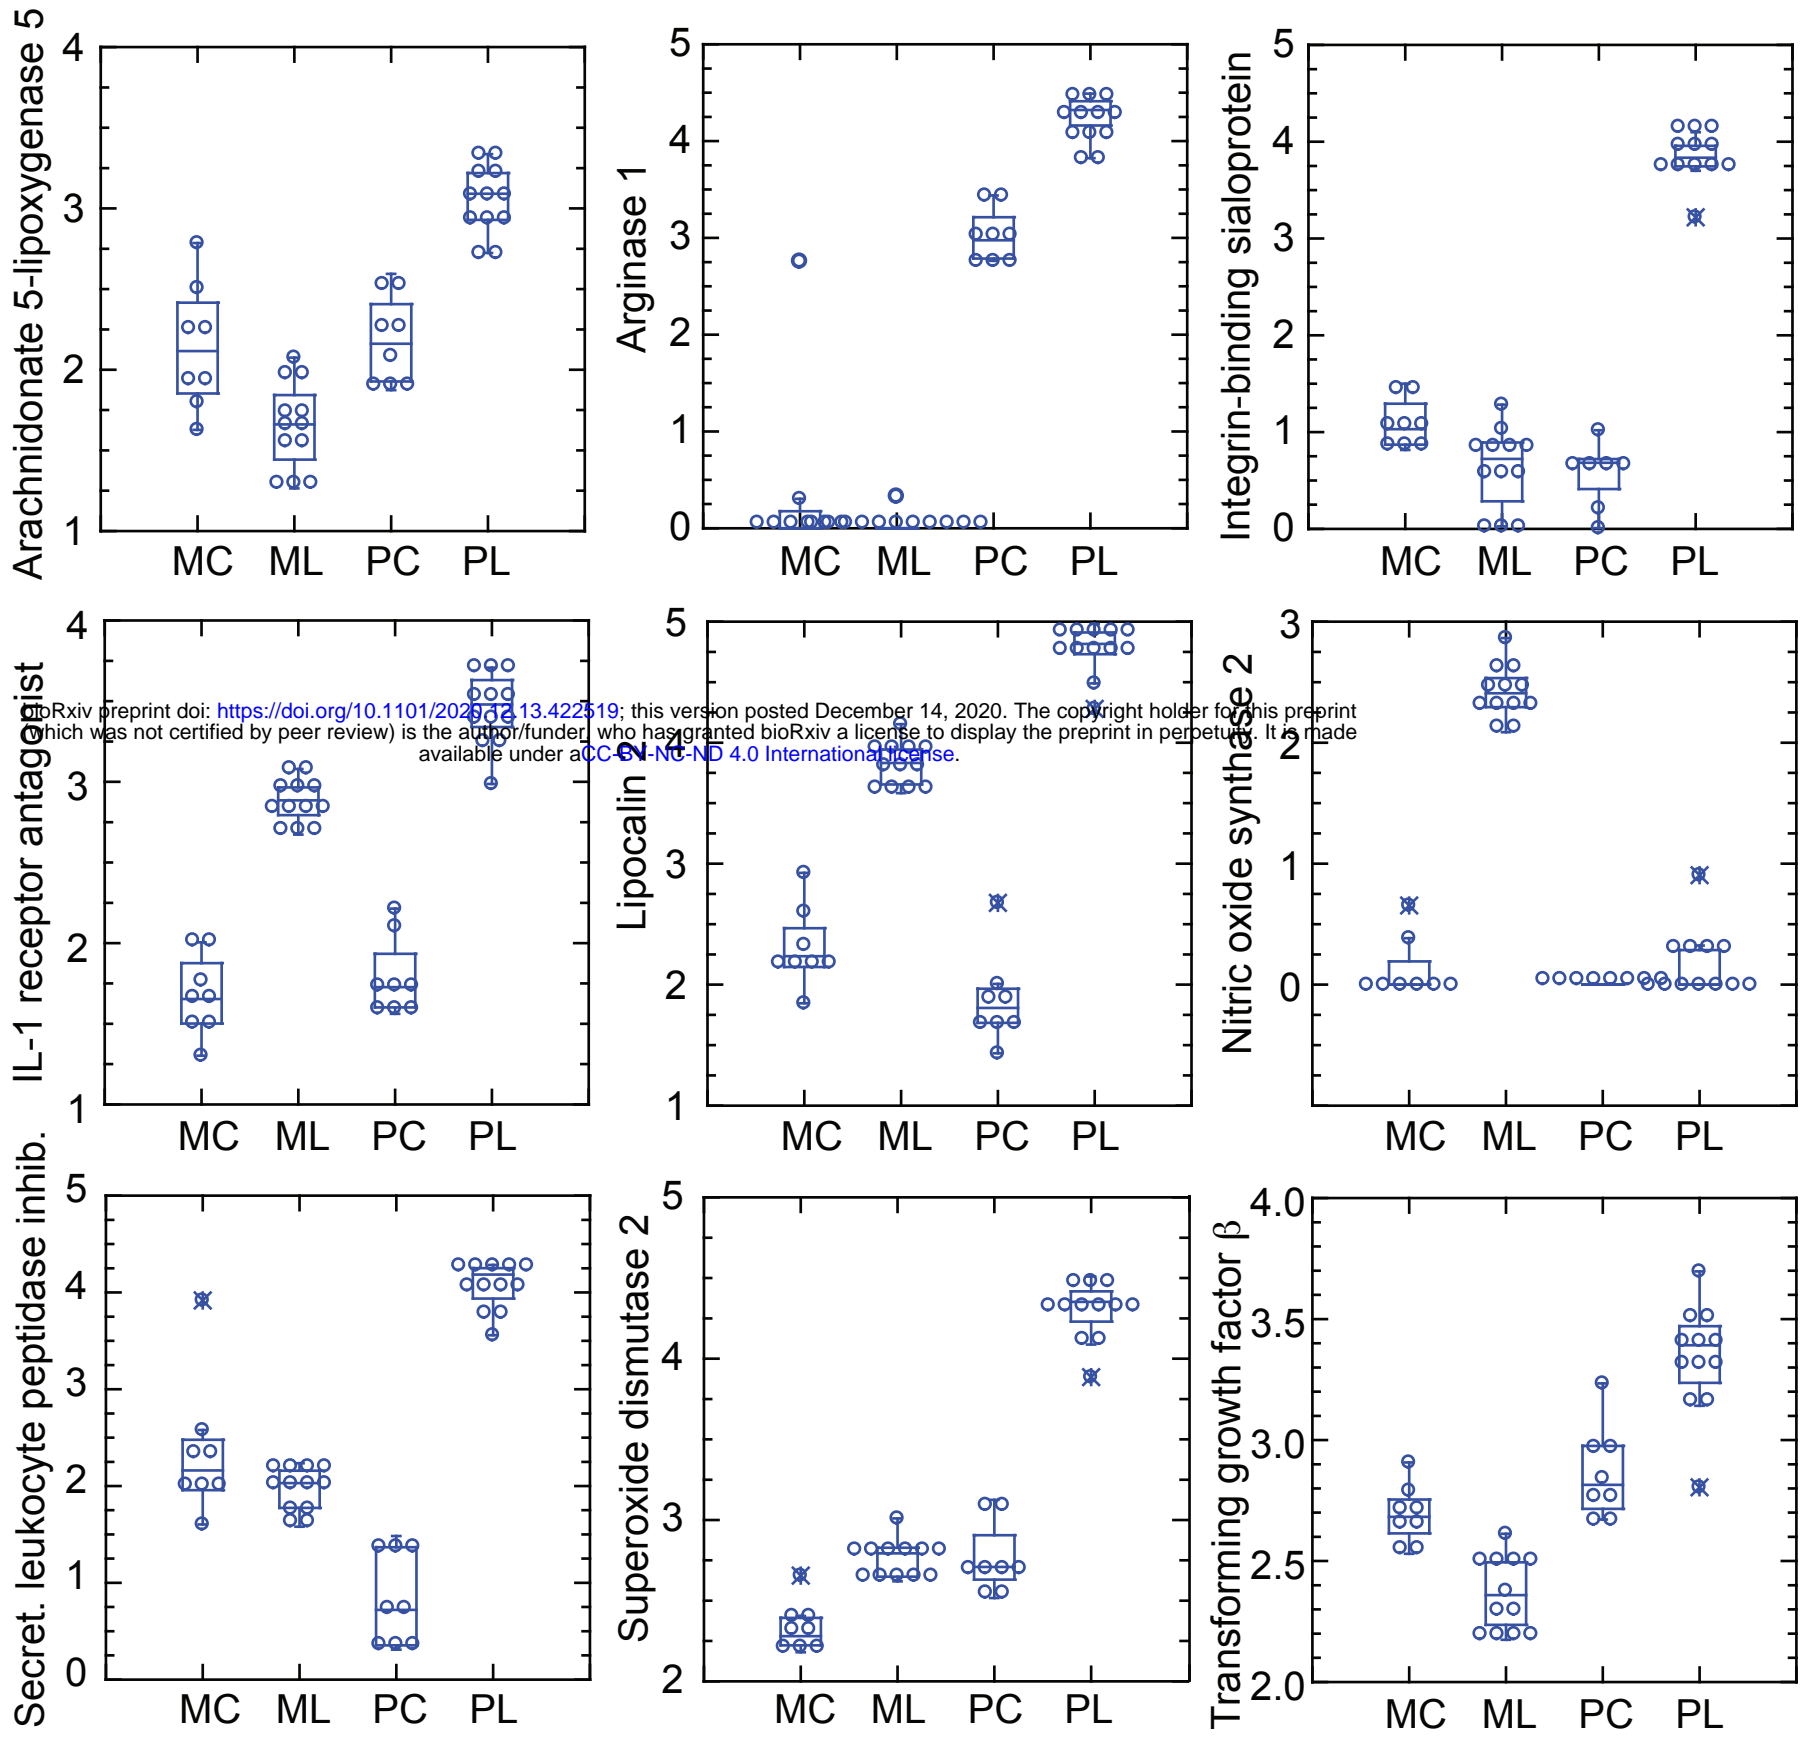 Arachnidonate 5-lipoxygenase 5
4
3
2
1
MC ML PC PL
Arginase 1
5
4
3
2
1
0
MC ML PC PL
Integrin-binding sialoprotein
5
4
3
2
1
0
MC ML PC PL
IL-1 receptor antagonist
4
3
2
1
MC ML PC PL
Lipocalin 2
5
4
3
2
1
MC ML PC PL
Nitric oxide synthase 2
3
2
1
0
MC ML PC PL
bioRxiv preprint doi: https://doi.org/10.1101/2020.12.13.422519; this version posted December 14, 2020. The copyright holder for this preprint
(which was not certified by peer review) is the author/funder, who has granted bioRxiv a license to display the preprint in perpetuity. It is made
available under aCC-BY-NC-ND 4.0 International license.
Secret. leukocyte peptidase inhib.
5
4
3
2
1
0
MC ML PC PL
Superoxide dismutase 2
5
4
3
2
MC ML PC PL
Transforming growth factor β
4.0
3.5
3.0
2.5
2.0
MC ML PC PL